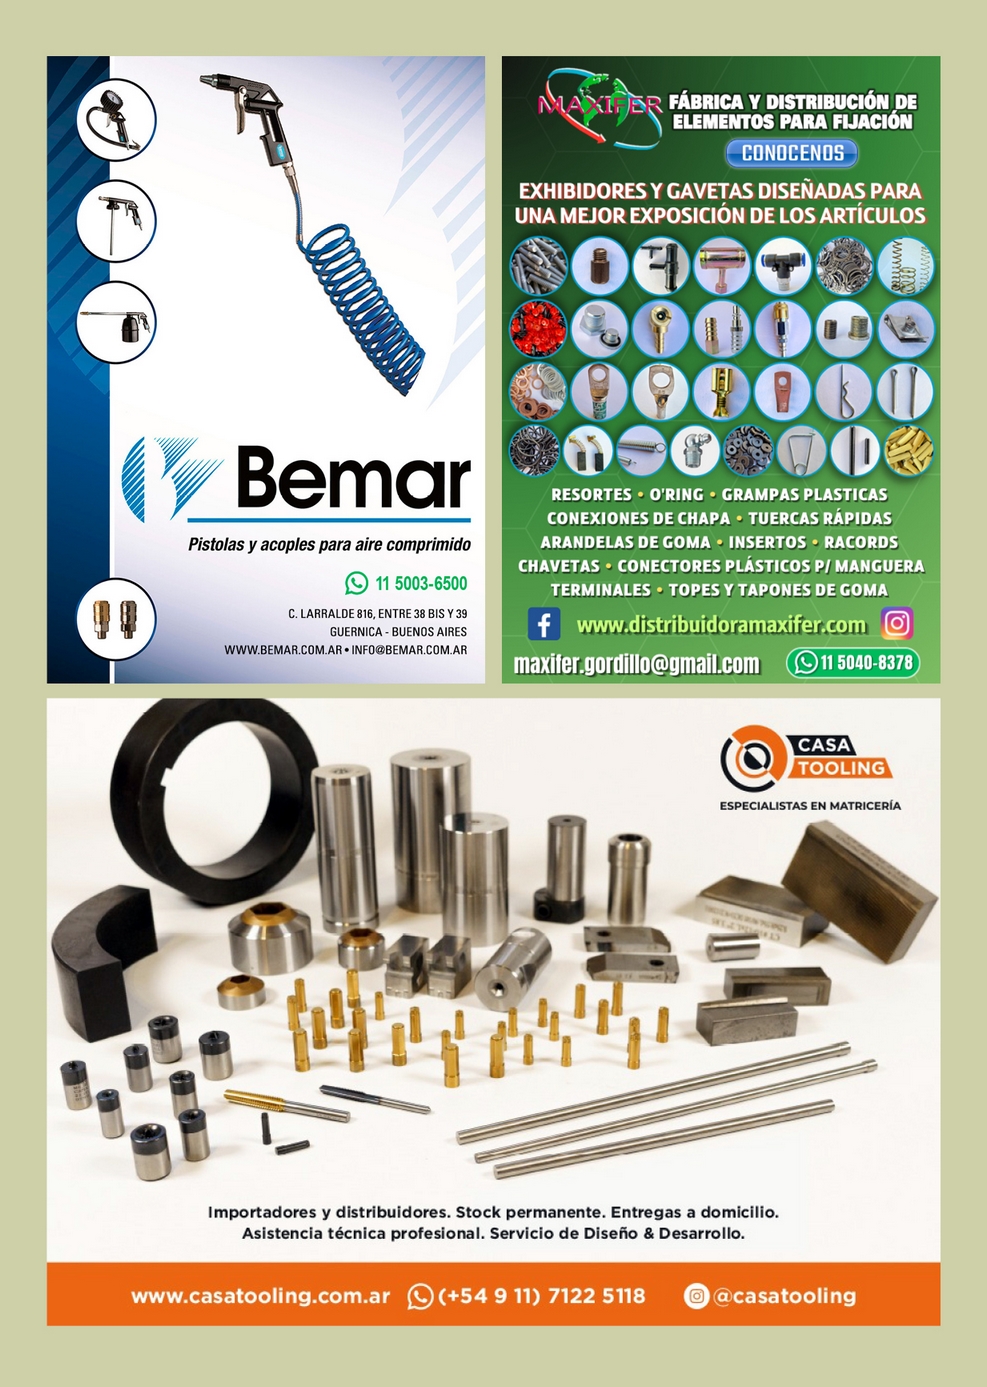 Bemar
Pistolas y acoples para aire comprimido
11 5003-6500
C. LARRALDE 816, ENTRE 38 BIS Y 39
GUERNICA - BUENOS AIRES
WWW.BEMAR.COM.AR • INFO@BEMAR.COM.AR
MAXIFER
FÁBRICA Y DISTRIBUCIÓN DE
ELEMENTOS PARA FIJACIÓN
CONOCENOS
EXHIBIDORES Y GAVETAS DISEÑADAS PARA
UNA MEJOR EXPOSICIÓN DE LOS ARTÍCULOS
RESORTES • O'RING • GRAMPAS PLASTICAS
CONEXIONES DE CHAPA • TUERCAS RÁPIDAS
ARANDELAS DE GOMA • INSERTOS • RACORDS
CHAVETAS • CONECTORES PLÁSTICOS P/ MANGUERA
TERMINALES • TOPES Y TAPONES DE GOMA
www.distribuidoramaxifer.com
maxifer.gordillo@gmail.com
11 5040-8378
CASA
TOOLING
ESPECIALISTAS EN MATRICERÍA
Importadores y distribuidores. Stock permanente. Entregas a domicilio.
Asistencia técnica profesional. Servicio de Diseño & Desarrollo.
www.casatooling.com.ar
(+54 9 11) 7122 5118
@casatooling